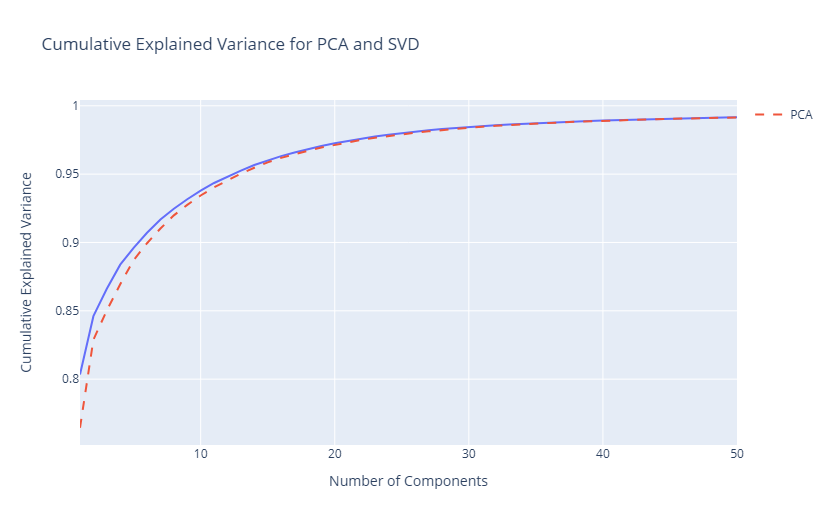 Cumulative Explained Variance for PCA and SVD
1
0.95
0.9
0.85
0.8
Cumulative Explained Variance
10
20
30
40
50
Number of Components
PCA